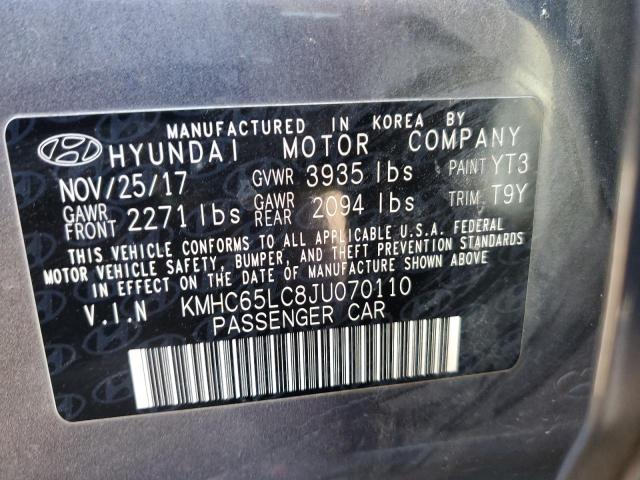 MANUFACTURED IN KOREA BY
HYUNDAI MOTOR COMPANY
NOV/25/17 GVWR 3935 lbs PAINT YT3
GAWR FRONT 2271 lbs GAWR REAR 2094 lbs TRIM T9Y
THIS VEHICLE CONFORMS TO ALL APPLICABLE U.S.A. FEDERAL
MOTOR VEHICLE SAFETY, BUMPER, AND THEFT PREVENTION STANDARDS
IN EFFECT ON THE DATE OF MANUFACTURE SHOWN ABOVE.
V.I.N KMHC65LC8JU070110
PASSENGER CAR